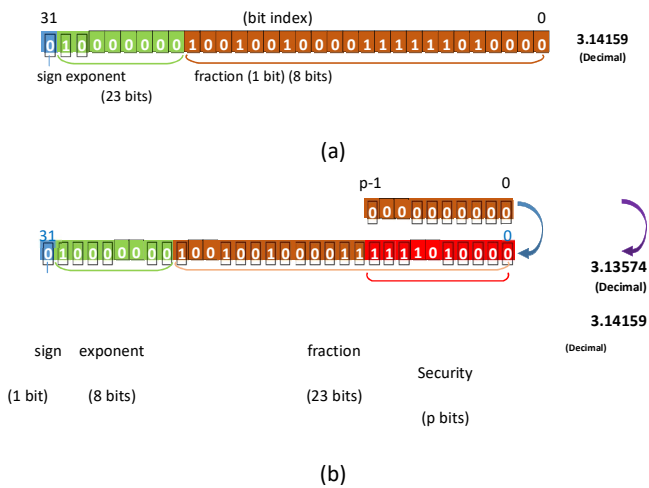 31 (bit index) 0
0 1 0 0 0 0 0 0 0 1 0 0 1 0 0 1 0 0 0 0 1 1 1 1 1 1 0 1 0 0 0 0 3.14159
(Decimal)
sign exponent fraction (1 bit) (8 bits)
(23 bits)
(a)
p-1 0
0 0 0 0 0 0 0 0 0 0
31 0
0 1 0 0 0 0 0 0 0 1 0 0 1 0 0 1 0 0 0 0 1 1 1 1 1 1 0 1 0 0 0 0
3.13574
(Decimal)
3.14159
sign exponent fraction (Decimal)
Security
(1 bit) (8 bits) (23 bits)
(p bits)
(b)